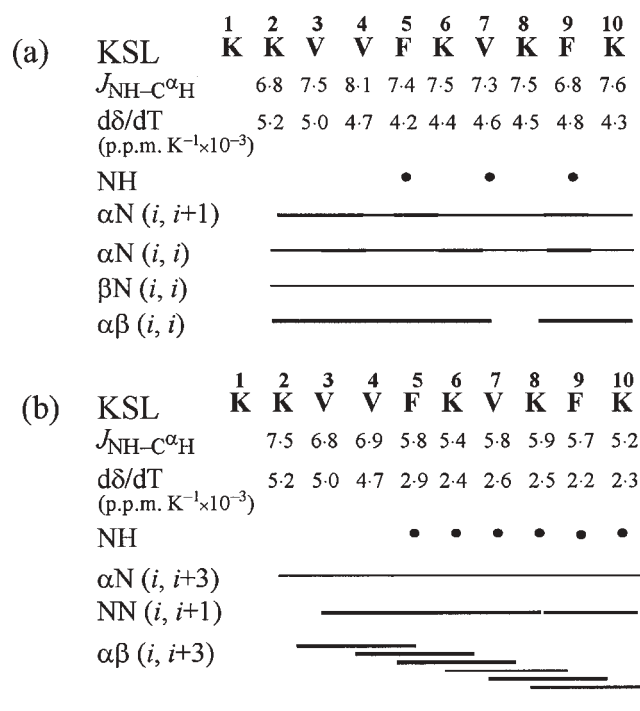 (a)
1 2 3 4 5 6 7 8 9 10
KSL K K V V F K V K F K
J NH–CαH 6·8 7·5 8·1 7·4 7·5 7·3 7·5 6·8 7·6
dδ/dT 5·2 5·0 4·7 4·2 4·4 4·6 4·5 4·8 4·3
(p.p.m. K⁻¹×10⁻³)
NH • • •
αN (i, i+1)
αN (i, i)
βN (i, i)
αβ (i, i)
(b)
1 2 3 4 5 6 7 8 9 10
KSL K K V V F K V K F K
J NH–CαH 7·5 6·8 6·9 5·8 5·4 5·8 5·9 5·7 5·2
dδ/dT 5·2 5·0 4·7 2·9 2·4 2·6 2·5 2·2 2·3
(p.p.m. K⁻¹×10⁻³)
NH • • • • • •
αN (i, i+3)
NN (i, i+1)
αβ (i, i+3)